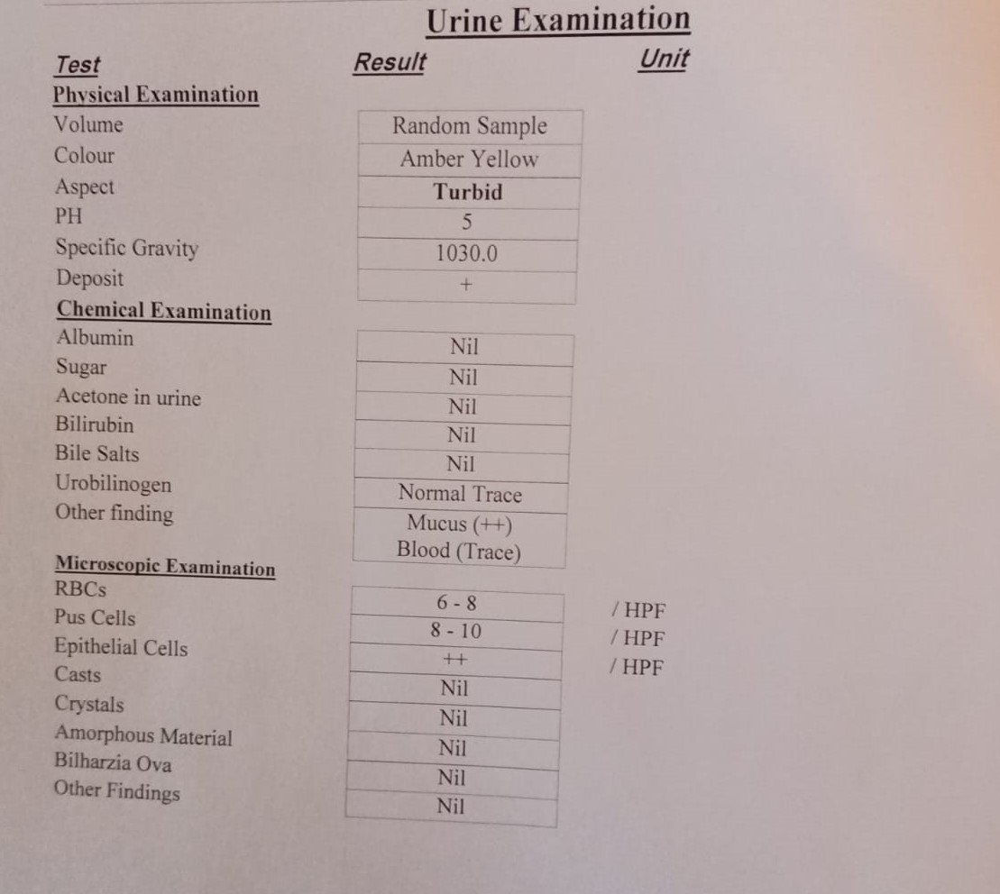 Urine Examination
Test Result Unit
Physical Examination
Volume Random Sample
Colour Amber Yellow
Aspect Turbid
PH 5
Specific Gravity 1030.0
Deposit +
Chemical Examination
Albumin Nil
Sugar Nil
Acetone in urine Nil
Bilirubin Nil
Bile Salts Nil
Urobilinogen Normal Trace
Other finding Mucus (++)
Blood (Trace)
Microscopic Examination
RBCs 6 - 8 / HPF
Pus Cells 8 - 10 / HPF
Epithelial Cells ++ / HPF
Casts Nil
Crystals Nil
Amorphous Material Nil
Bilharzia Ova Nil
Other Findings Nil